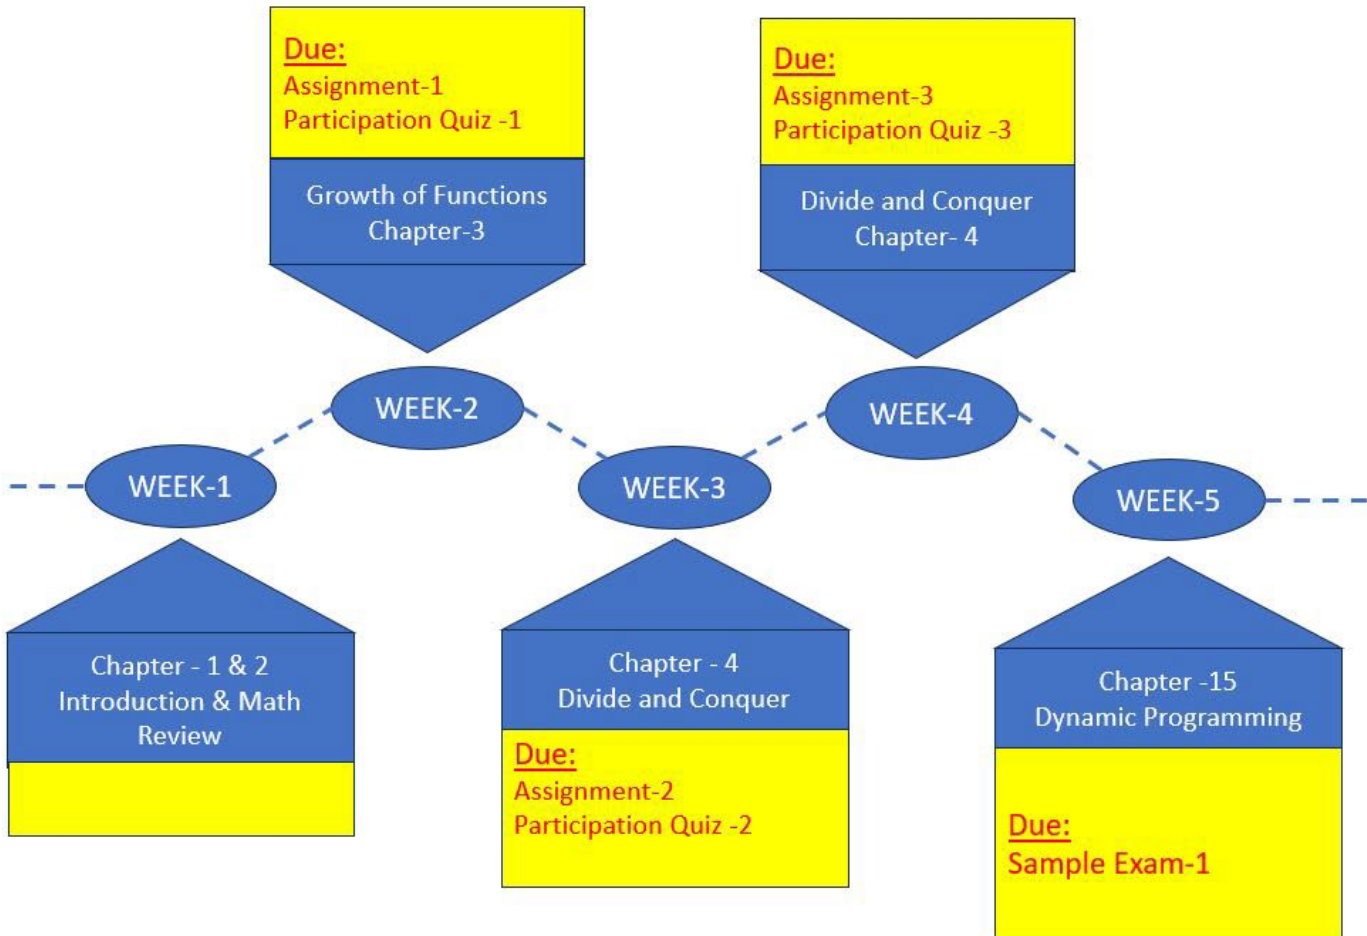 Due:
Assignment-1
Participation Quiz -1
Growth of Functions
Chapter-3
Due:
Assignment-3
Participation Quiz -3
Divide and Conquer
Chapter- 4
WEEK-1
WEEK-2
WEEK-3
WEEK-4
WEEK-5
Chapter - 1 & 2
Introduction & Math
Review
Chapter - 4
Divide and Conquer
Due:
Assignment-2
Participation Quiz -2
Chapter -15
Dynamic Programming
Due:
Sample Exam-1